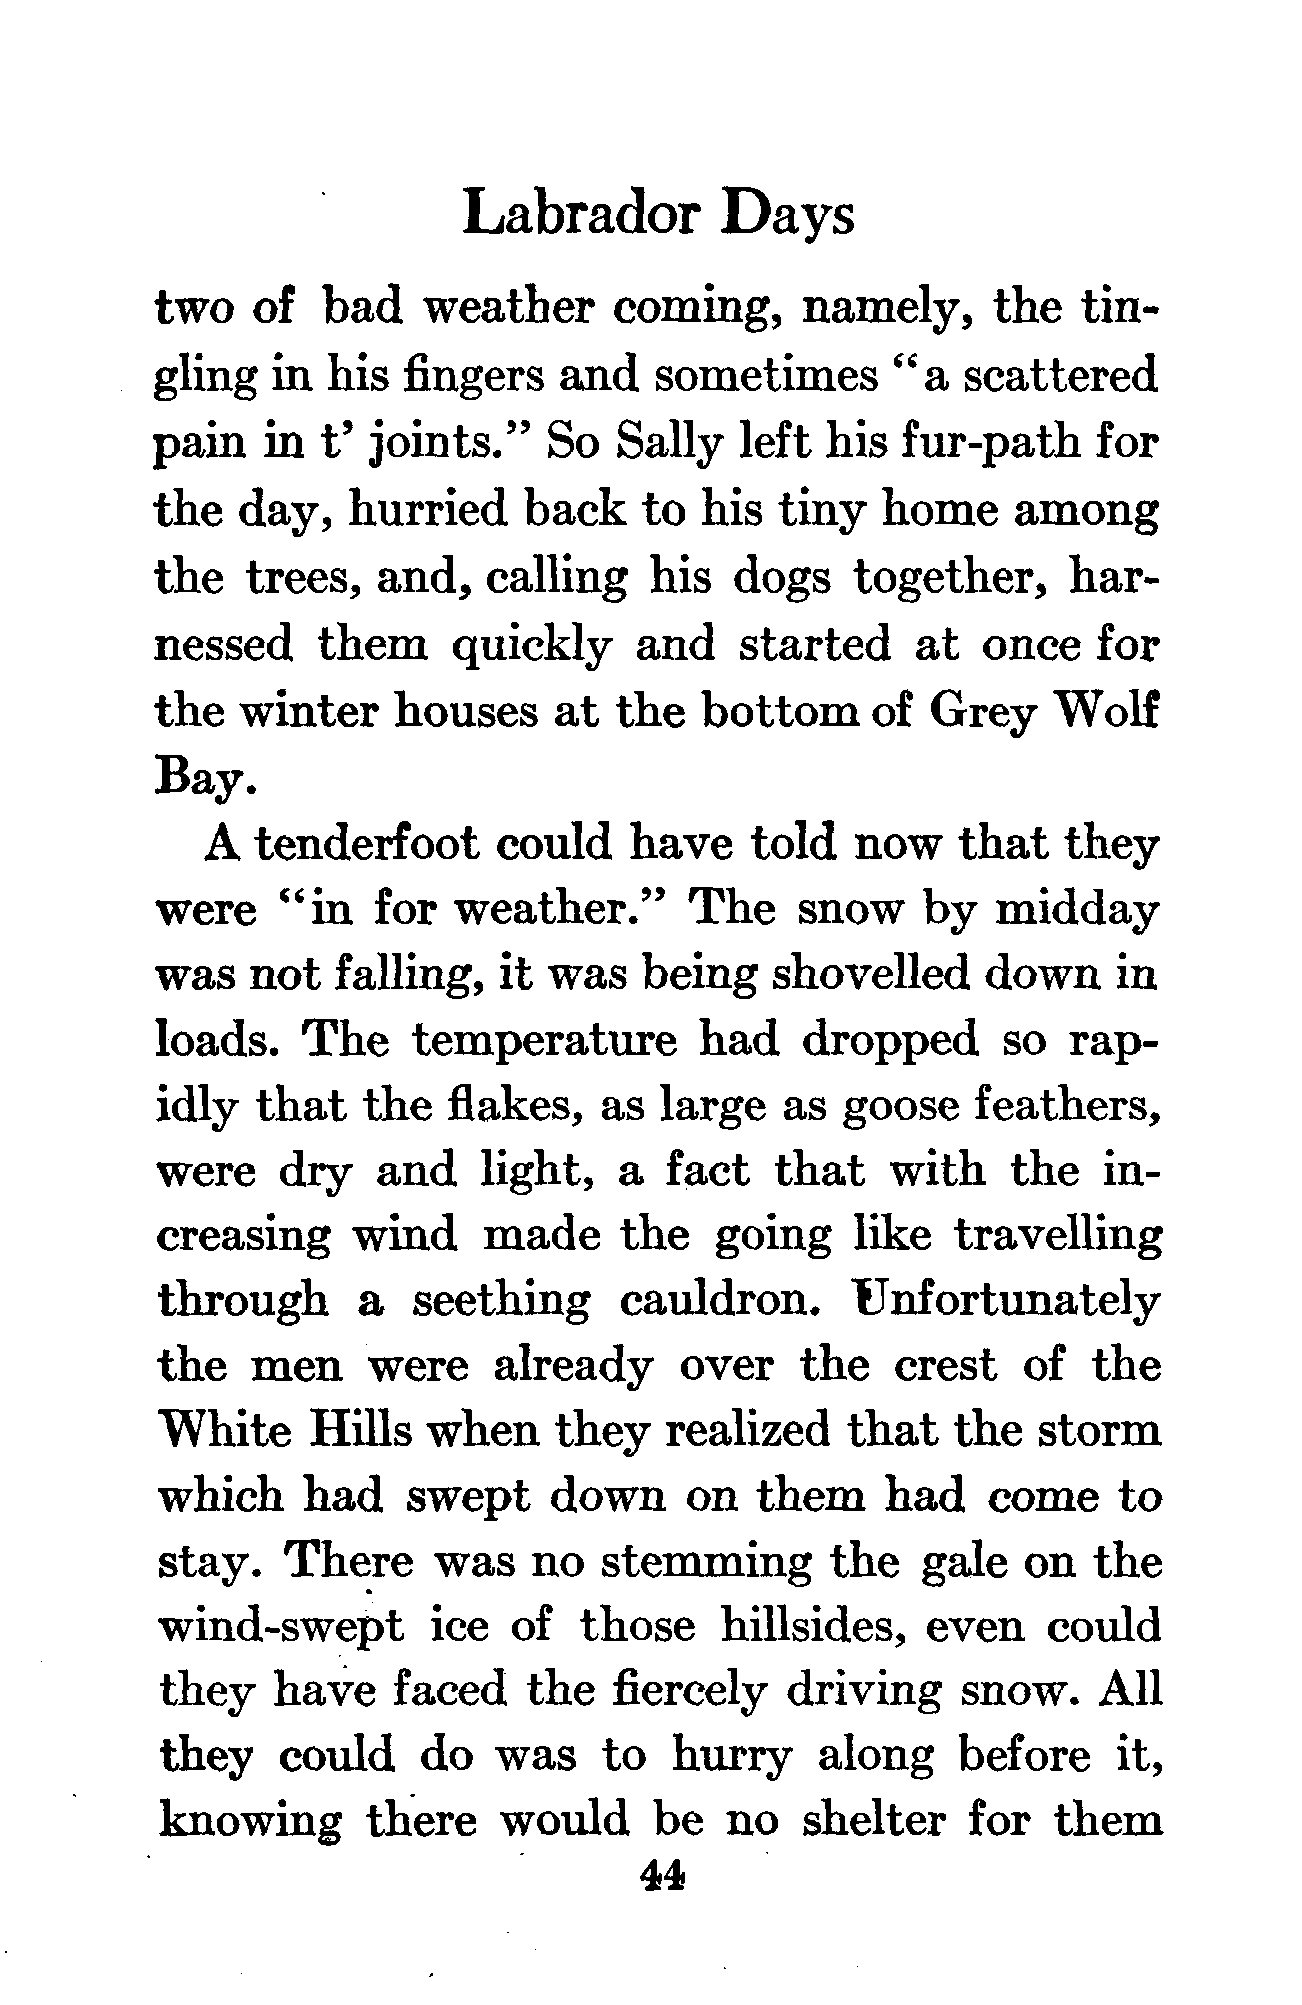 Labrador Days
two of bad weather coming, namely, the tin-
gling in his fingers and sometimes “a scattered
pain in t’ joints.” So Sally left his fur-path for
the day, hurried back to his tiny home among
the trees, and, calling his dogs together, har-
nessed them quickly and started at once for
the winter houses at the bottom of Grey Wolf
Bay.
A tenderfoot could have told now that they
were “in for weather.” The snow by midday
was not falling, it was being shovelled down in
loads. The temperature had dropped so rap-
idly that the flakes, as large as goose feathers,
were dry and light, a fact that with the in-
creasing wind made the going like travelling
through a seething cauldron. Unfortunately
the men were already over the crest of the
White Hills when they realized that the storm
which had swept down on them had come to
stay. There was no stemming the gale on the
wind-swept ice of those hillsides, even could
they have faced the fiercely driving snow. All
they could do was to hurry along before it,
knowing there would be no shelter for them
44